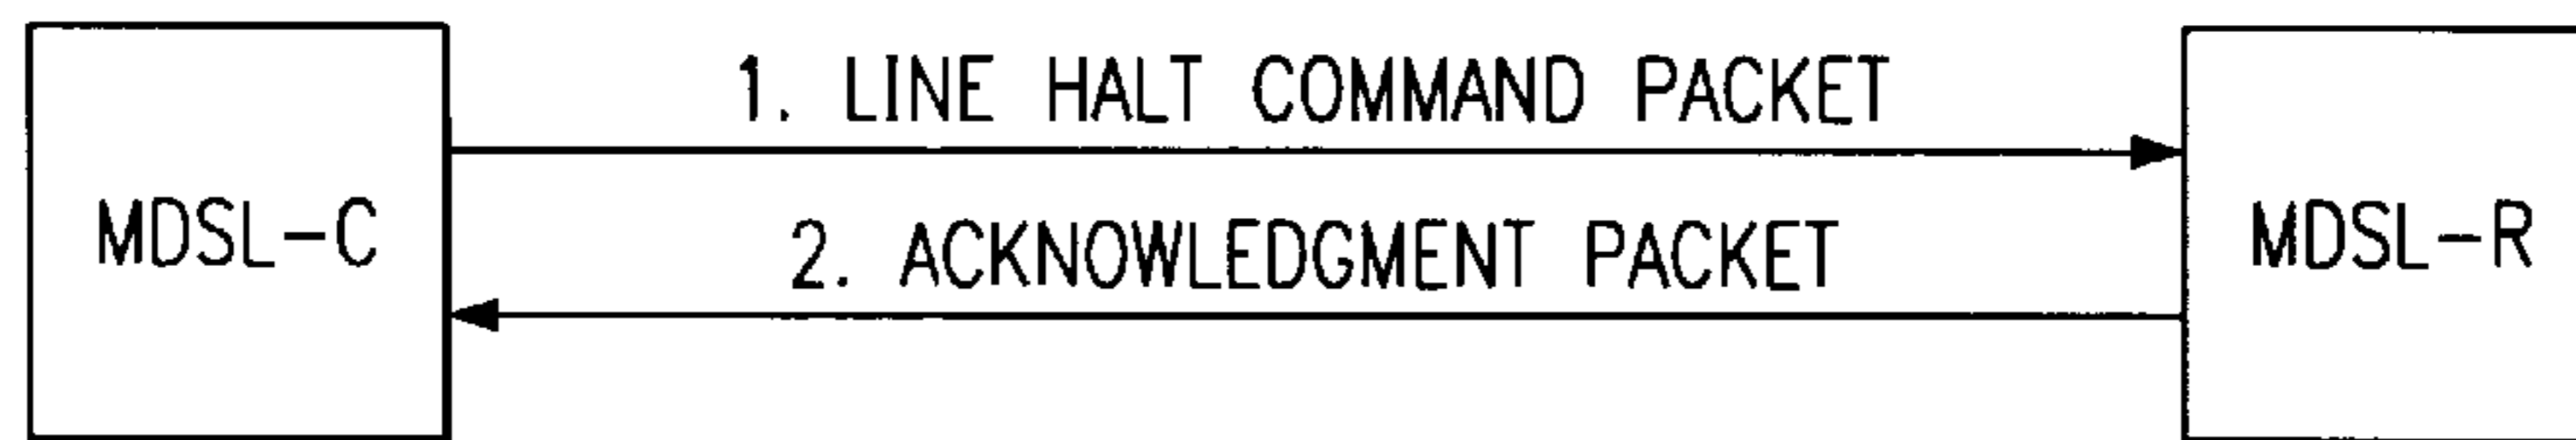 1. LINE HALT COMMAND PACKET
MDSL-C
2. ACKNOWLEDGMENT PACKET
MDSL-R